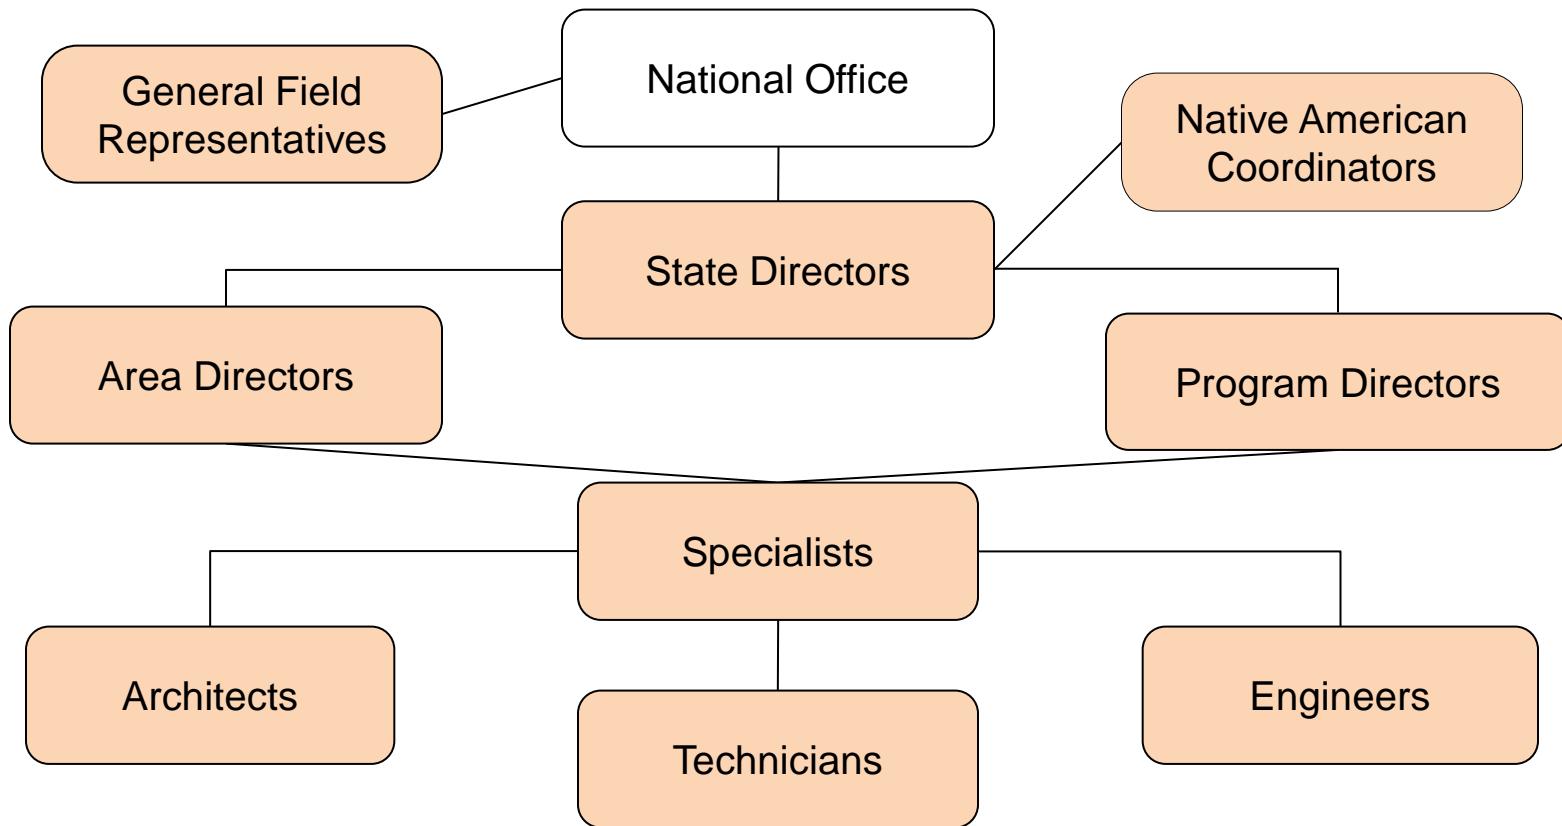 National Office
General Field
Representatives
Native American
Coordinators
State Directors
Area Directors
Program Directors
Specialists
Architects
Technicians
Engineers